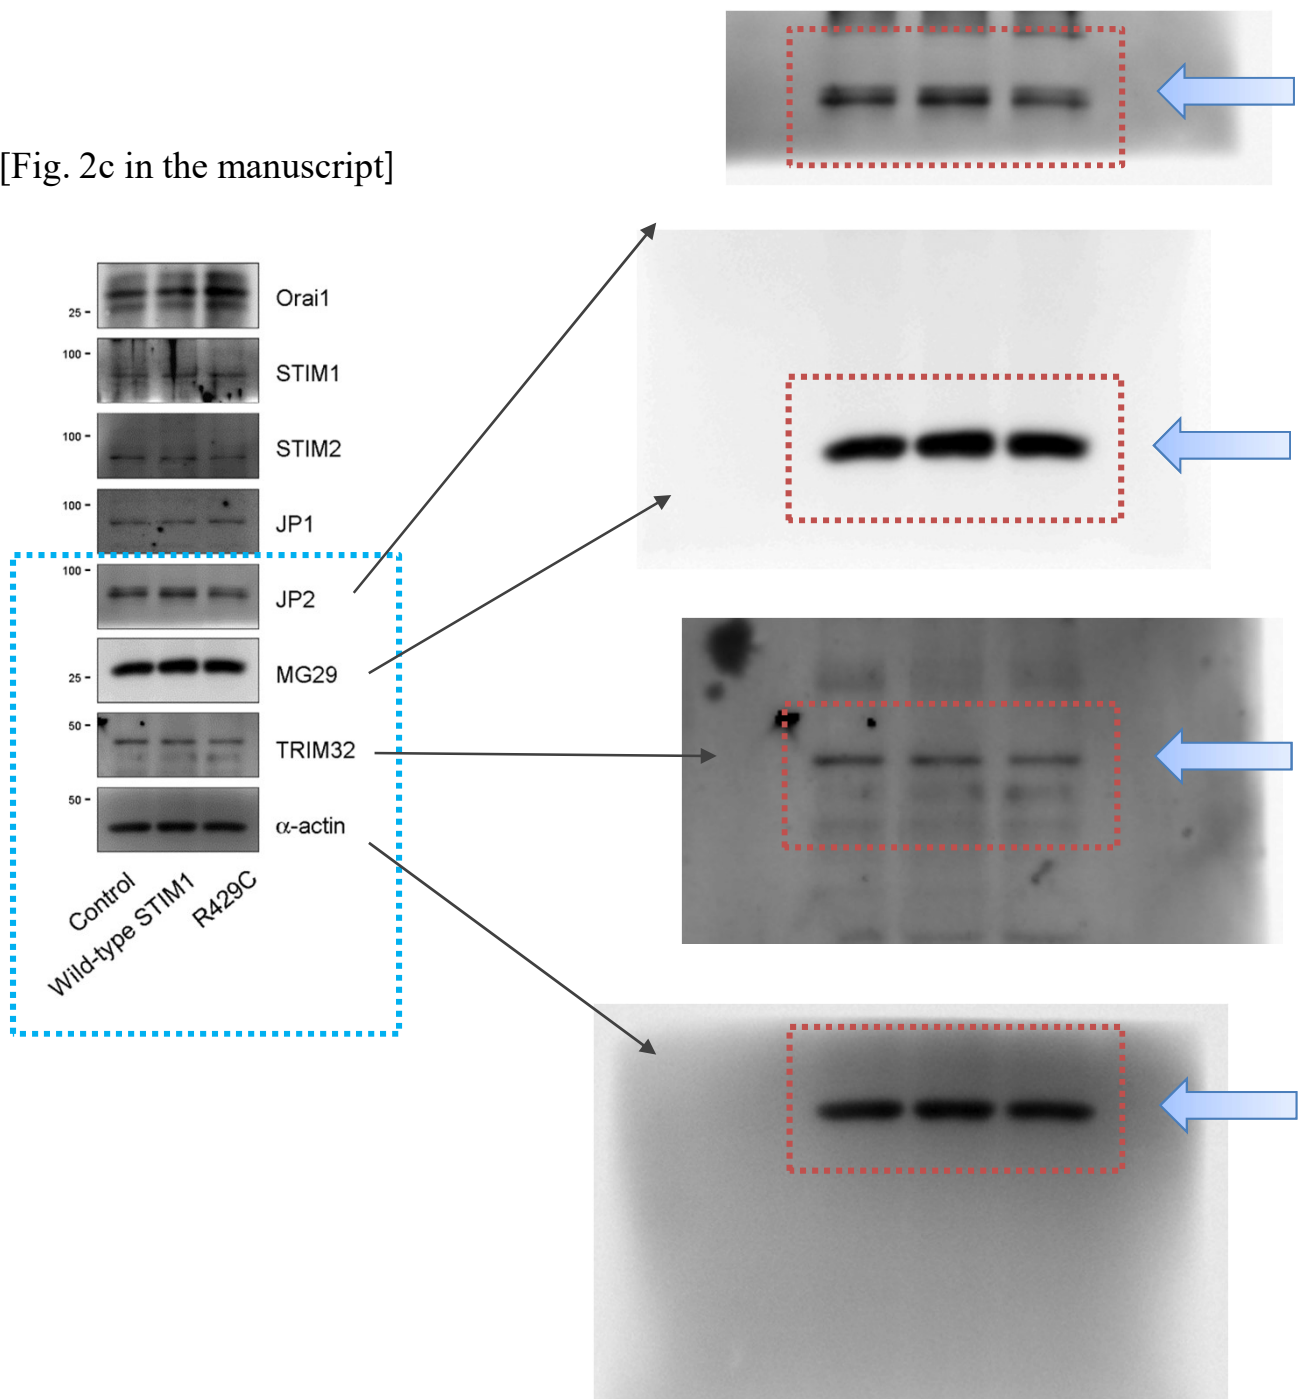 [Fig. 2c in the manuscript]
25 -
Orai1
100 -
STIM1
100 -
STIM2
100 -
JP1
100 -
JP2
25 -
MG29
50 -
TRIM32
50 -
α-actin
Control
Wild-type STIM1
R429C